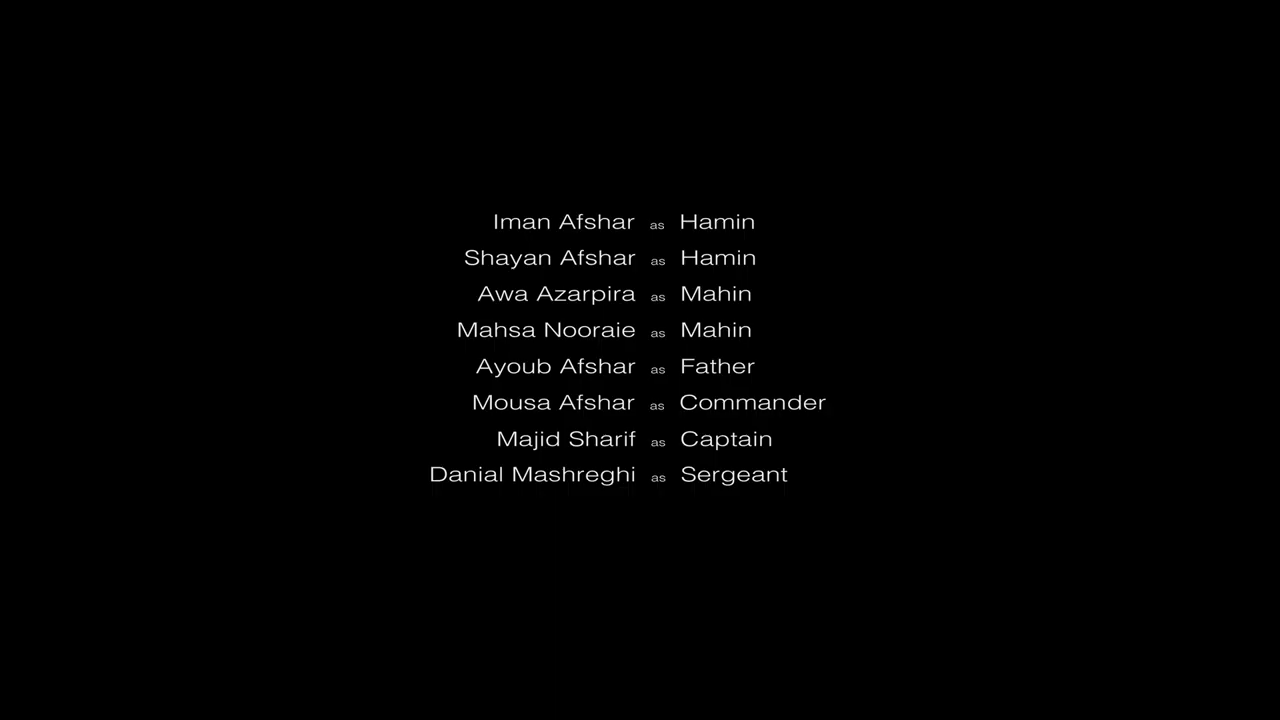 Iman Afshar as Hamin
Shayan Afshar as Hamin
Awa Azarpira as Mahin
Mahsa Nooraie as Mahin
Ayoub Afshar as Father
Mousa Afshar as Commander
Majid Sharif as Captain
Danial Mashreghi as Sergeant